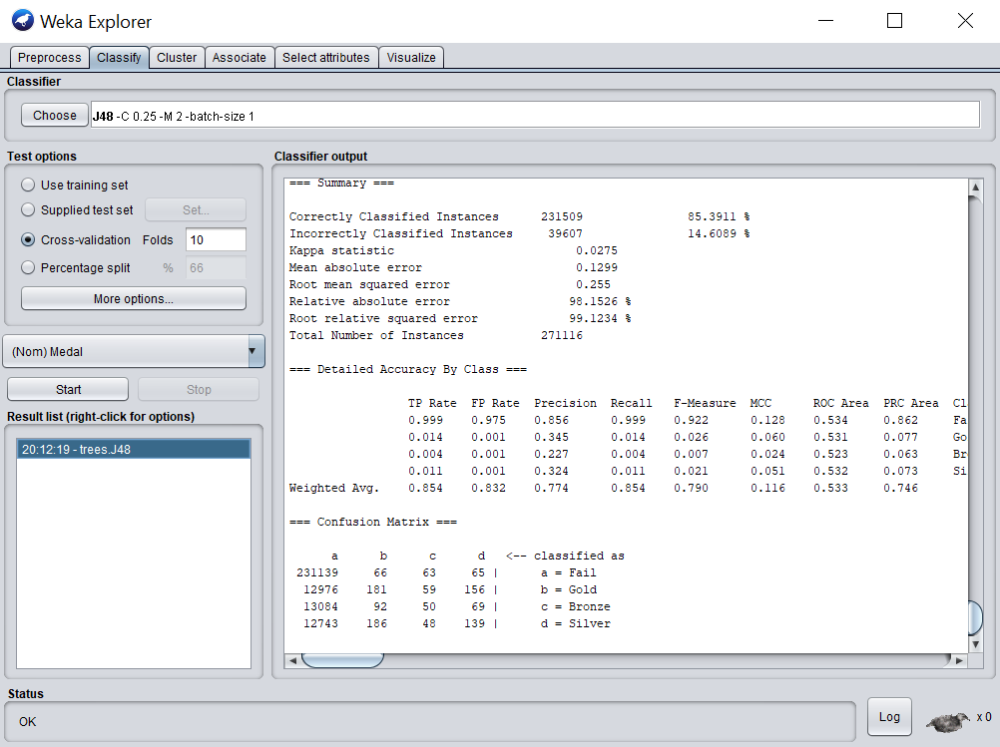 Weka Explorer
Preprocess Classify Cluster Associate Select attributes Visualize
Classifier
Choose J48 -C 0.25 -M 2 -batch-size 1
Test options
Use training set
Supplied test set Set...
Cross-validation Folds 10
Percentage split % 66
More options...
(Nom) Medal
Start Stop
Result list (right-click for options)
20:12:19 - trees.J48
Classifier output
=== Summary ===
Correctly Classified Instances 231509 85.3911 %
Incorrectly Classified Instances 39607 14.6089 %
Kappa statistic 0.0275
Mean absolute error 0.1299
Root mean squared error 0.255
Relative absolute error 98.1526 %
Root relative squared error 99.1234 %
Total Number of Instances 271116
=== Detailed Accuracy By Class ===
TP Rate FP Rate Precision Recall F-Measure MCC ROC Area PRC Area Cl
0.999 0.975 0.856 0.999 0.922 0.128 0.534 0.862 Fa
0.014 0.001 0.345 0.014 0.026 0.060 0.531 0.077 Go
0.004 0.001 0.227 0.004 0.007 0.024 0.523 0.063 Br
0.011 0.001 0.324 0.011 0.021 0.051 0.532 0.073 Si
Weighted Avg. 0.854 0.832 0.774 0.854 0.790 0.116 0.533 0.746
=== Confusion Matrix ===
a b c d <-- classified as
231139 66 63 65 | a = Fail
12976 181 59 156 | b = Gold
13084 92 50 69 | c = Bronze
12743 186 48 139 | d = Silver
Status
OK
Log x 0